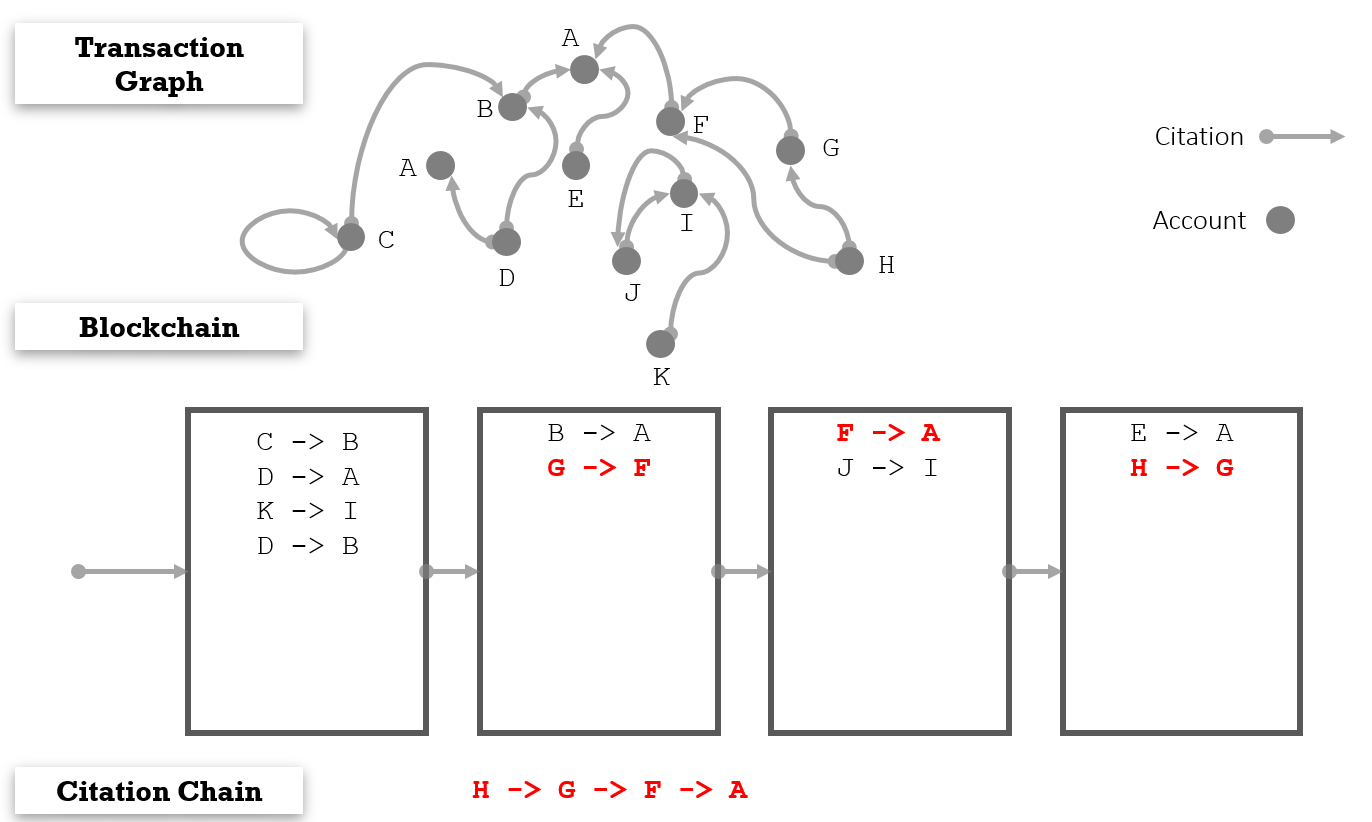 Transaction
Graph
A
B
F
G
A
E
I
C
D
J
H
K
Citation
Account
Blockchain
C -> B
D -> A
K -> I
D -> B
B -> A
G -> F
F -> A
J -> I
E -> A
H -> G
Citation Chain
H -> G -> F -> A